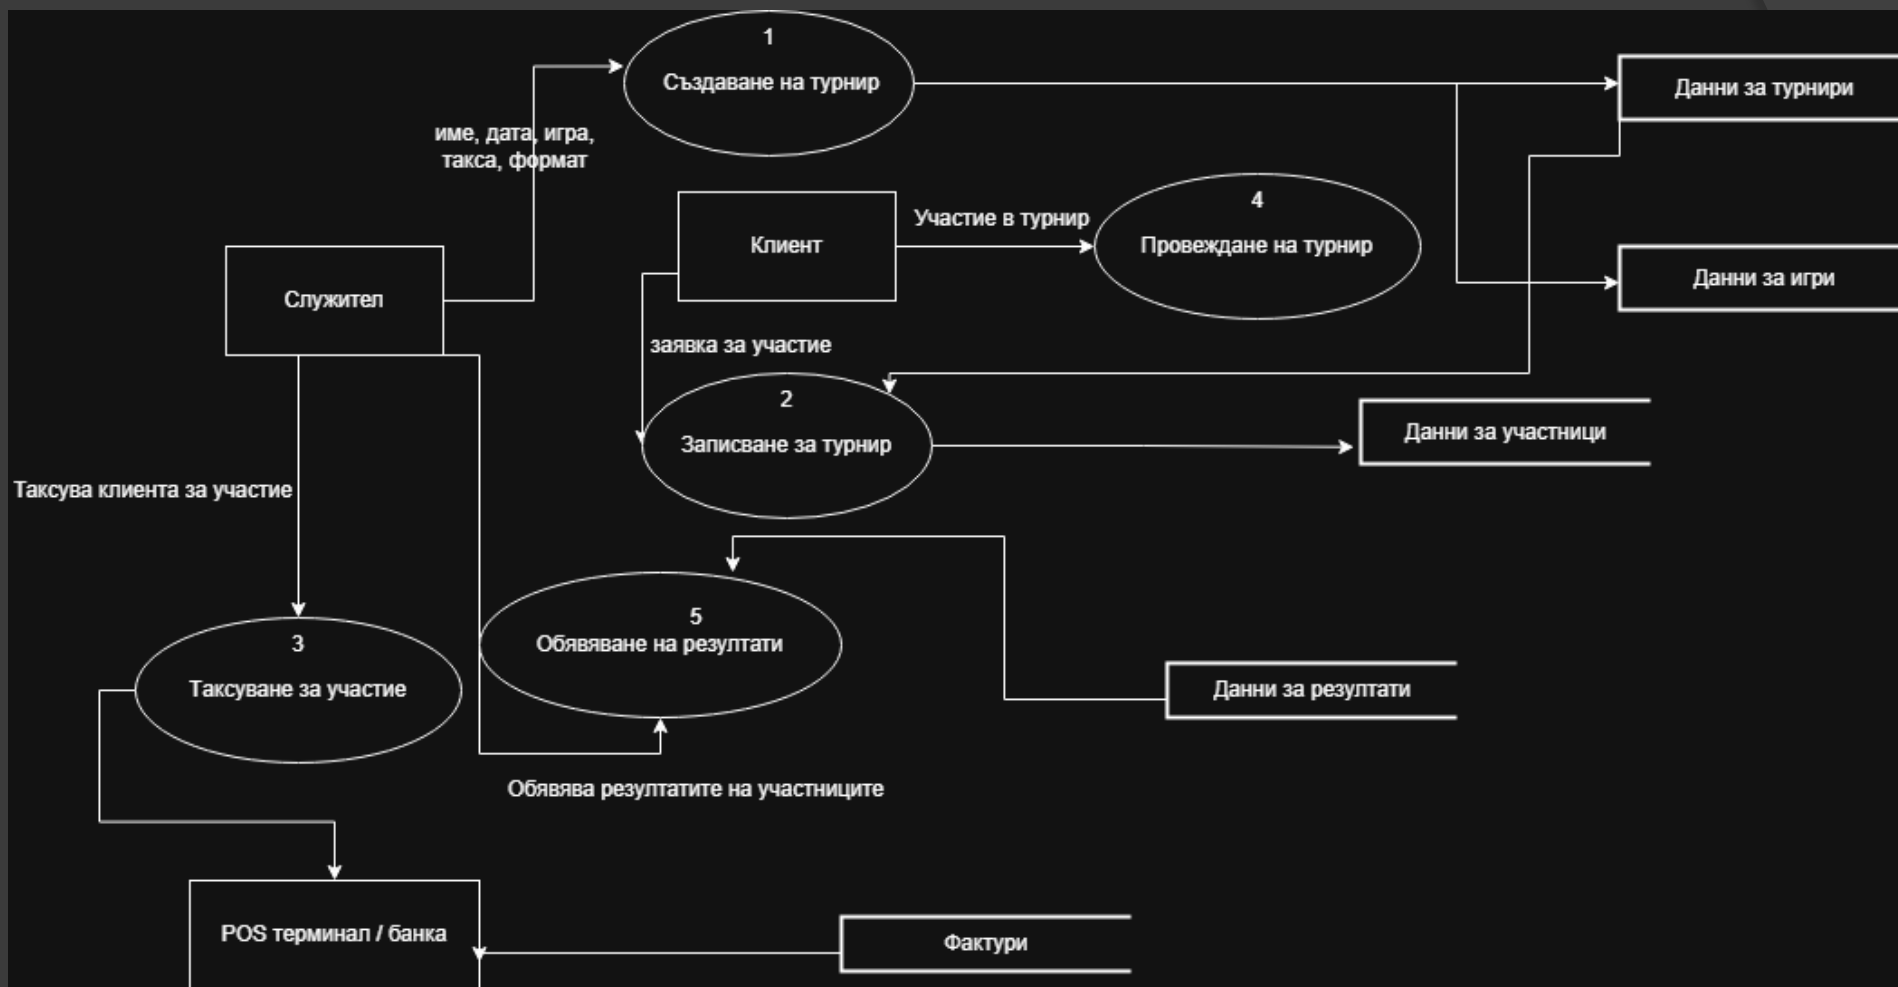 1
Създаване на турнир
Данни за турнири
име, дата, игра,
такса, формат
4
Участие в турнир
Клиент
Провеждане на турнир
Данни за игри
Служител
заявка за участие
2
Записване за турнир
Данни за участници
Таксува клиента за участие
5
Обявяване на резултати
3
Таксуване за участие
Данни за резултати
Обявява резултатите на участниците
POS терминал / банка
Фактури